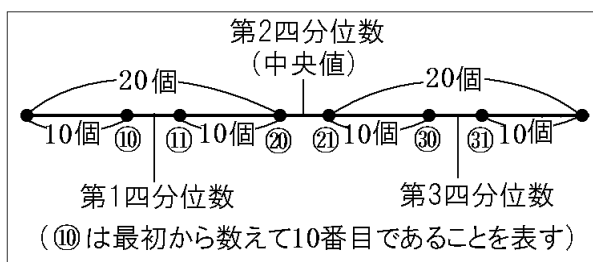 第2四分位数
(中央値)
20個 20個
10個 ⑩ ⑪ 10個 ⑳ ㉑ 10個 ㉚ ㉛ 10個
第1四分位数 第3四分位数
(⑩は最初から数えて10番目であることを表す)